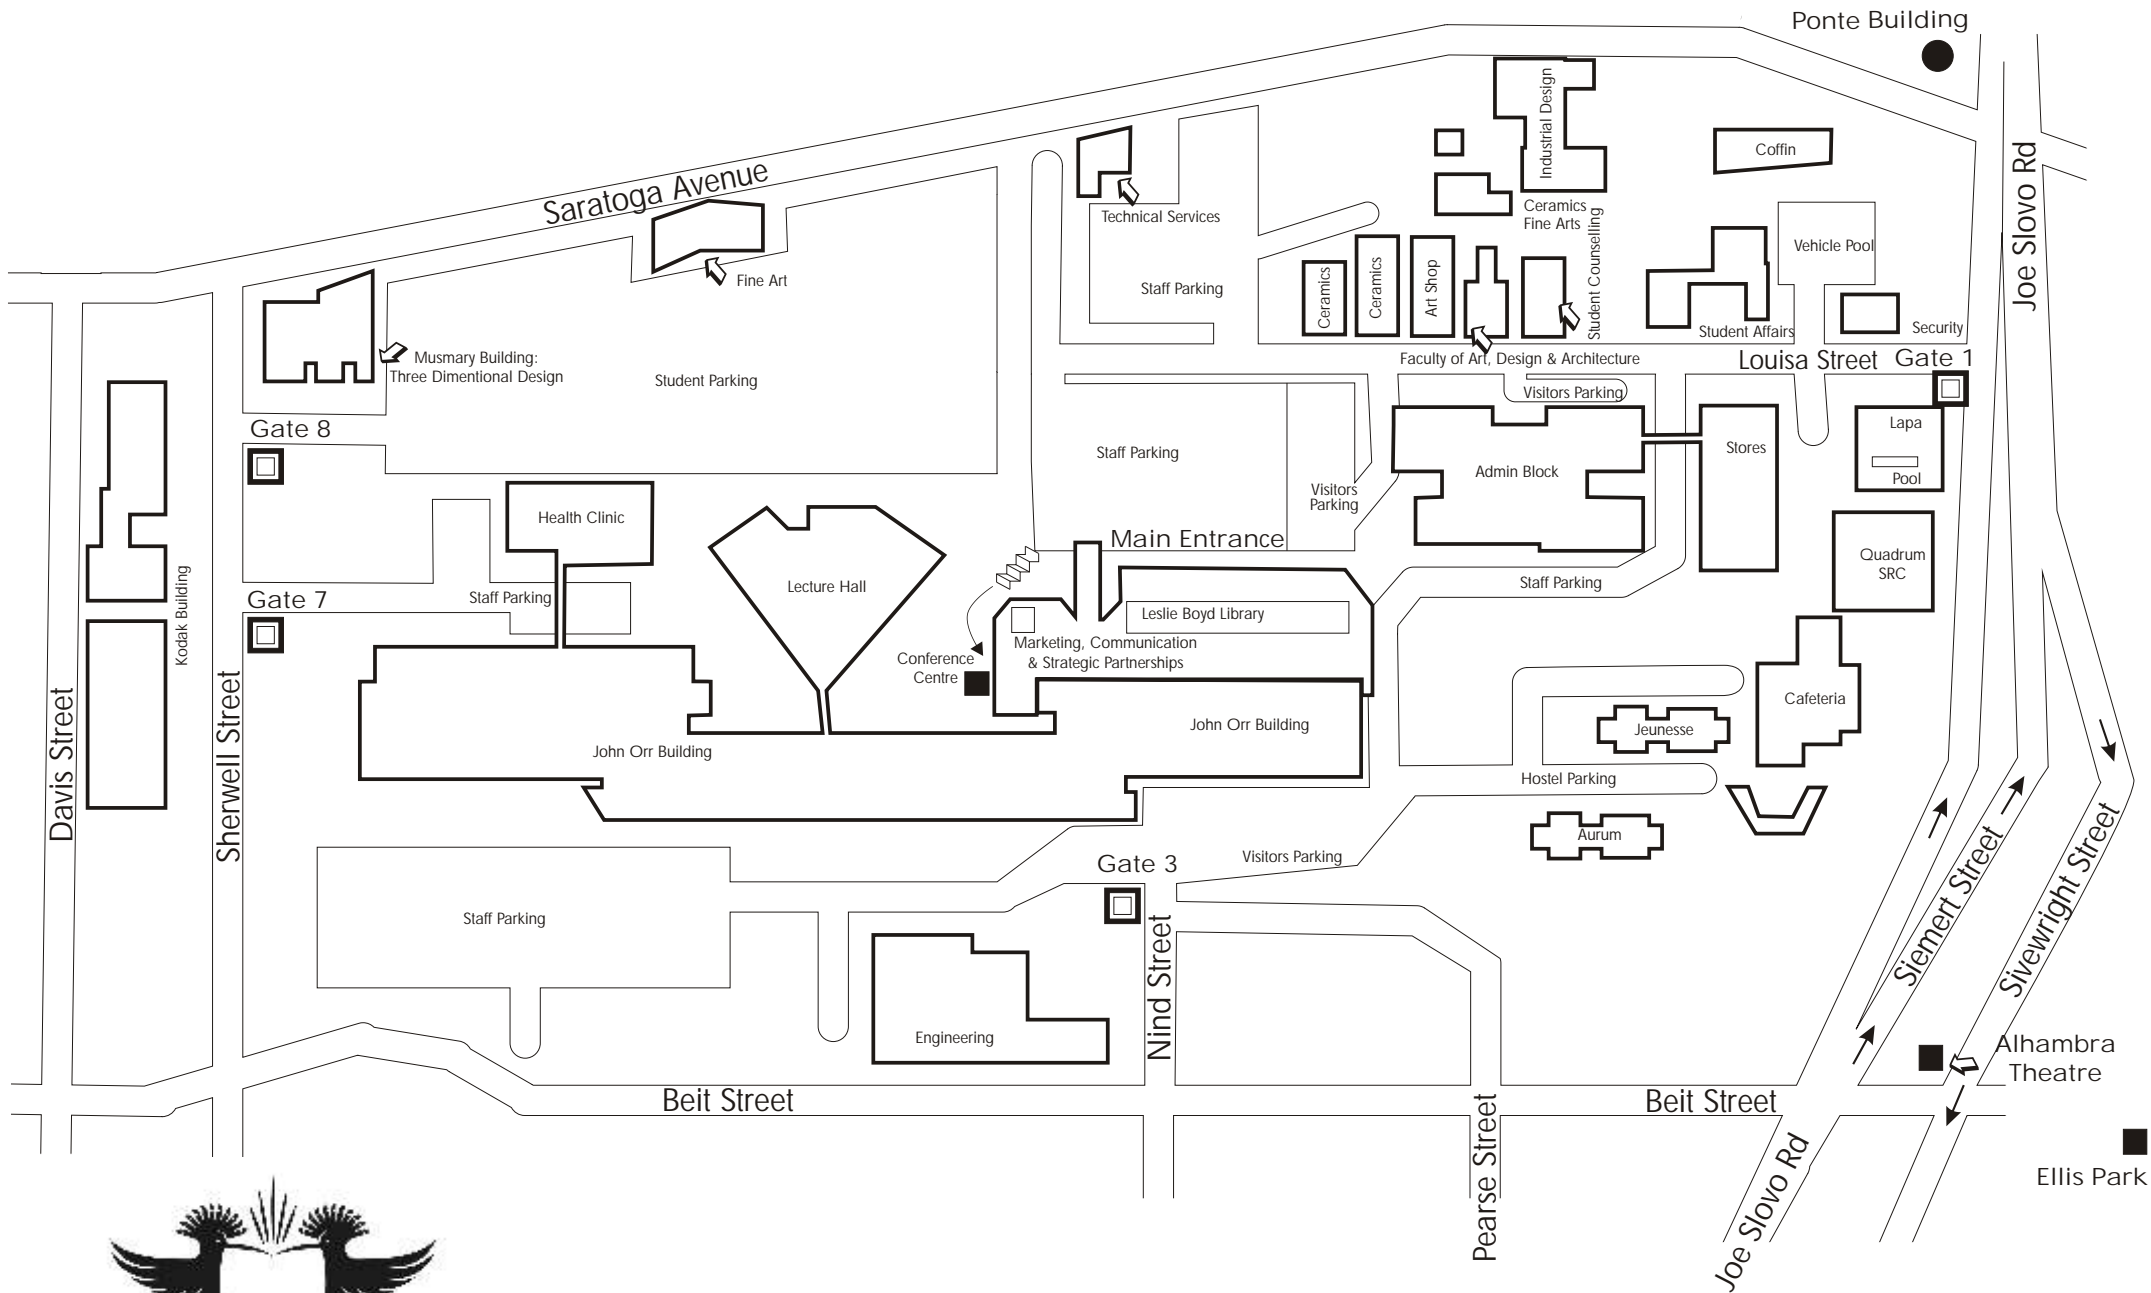 Ponte Building
Joe Slovo Rd
Industrial Design
Coffin
Saratoga Avenue
Technical Services
Ceramics
Fine Arts
Student Counselling
Vehicle Pool
Fine Art
Staff Parking
Ceramics
Ceramics
Art Shop
Student Affairs
Security
Musmary Building:
Three Dimentional Design
Student Parking
Faculty of Art, Design & Architecture
Louisa Street
Gate 1
Visitors Parking
Gate 8
Staff Parking
Visitors
Parking
Admin Block
Stores
Lapa
Pool
Health Clinic
Lecture Hall
Main Entrance
Quadrum
SRC
Staff Parking
Kodak Building
Gate 7
Staff Parking
Leslie Boyd Library
Marketing, Communication
& Strategic Partnerships
Conference
Centre
Cafeteria
Davis Street
Sherwell Street
John Orr Building
John Orr Building
Jeunesse
Hostel Parking
Aurum
Gate 3
Visitors Parking
Siemert Street
Sivewright Street
Staff Parking
Nind Street
Engineering
Alhambra
Theatre
Beit Street
Beit Street
Pearse Street
Joe Slovo Rd
Ellis Park